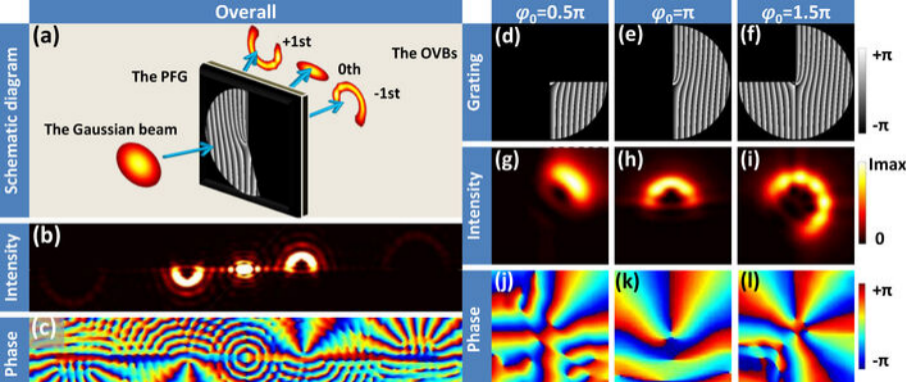 Overall
φ₀=0.5π
φ₀=π
φ₀=1.5π
Schematic diagram
(a)
+1st
The OVBs
0th
The PFG
-1st
The Gaussian beam
Intensity
(b)
Phase
(c)
Grating
(d)
(e)
(f)
+π
-π
Intensity
(g)
(h)
(i)
Imax
0
Phase
(j)
(k)
(l)
+π
-π